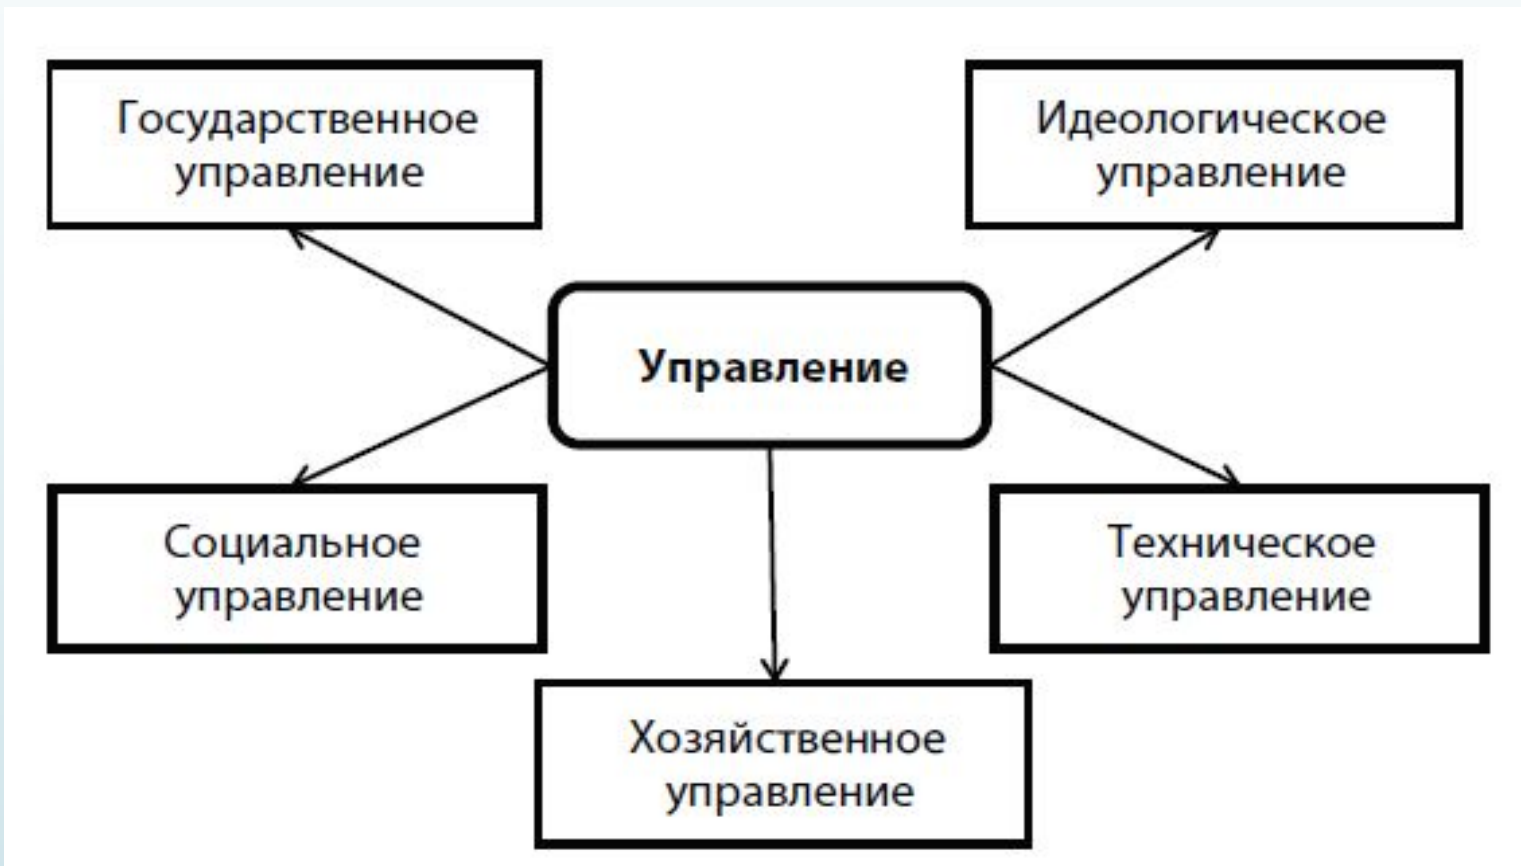 Государственное
управление
Идеологическое
управление
Управление
Социальное
управление
Техническое
управление
Хозяйственное
управление